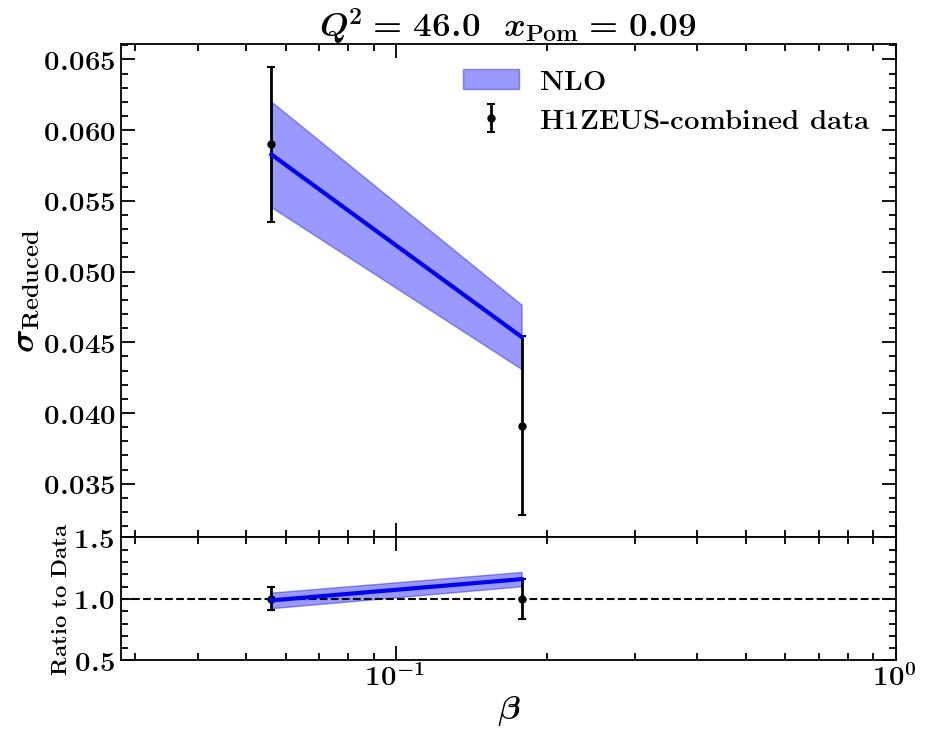 Q² = 46.0 x_Pom = 0.09
NLO
H1ZEUS-combined data
σ_Reduced
0.065
0.060
0.055
0.050
0.045
0.040
0.035
Ratio to Data
1.5
1.0
0.5
10⁻¹
10⁰
β